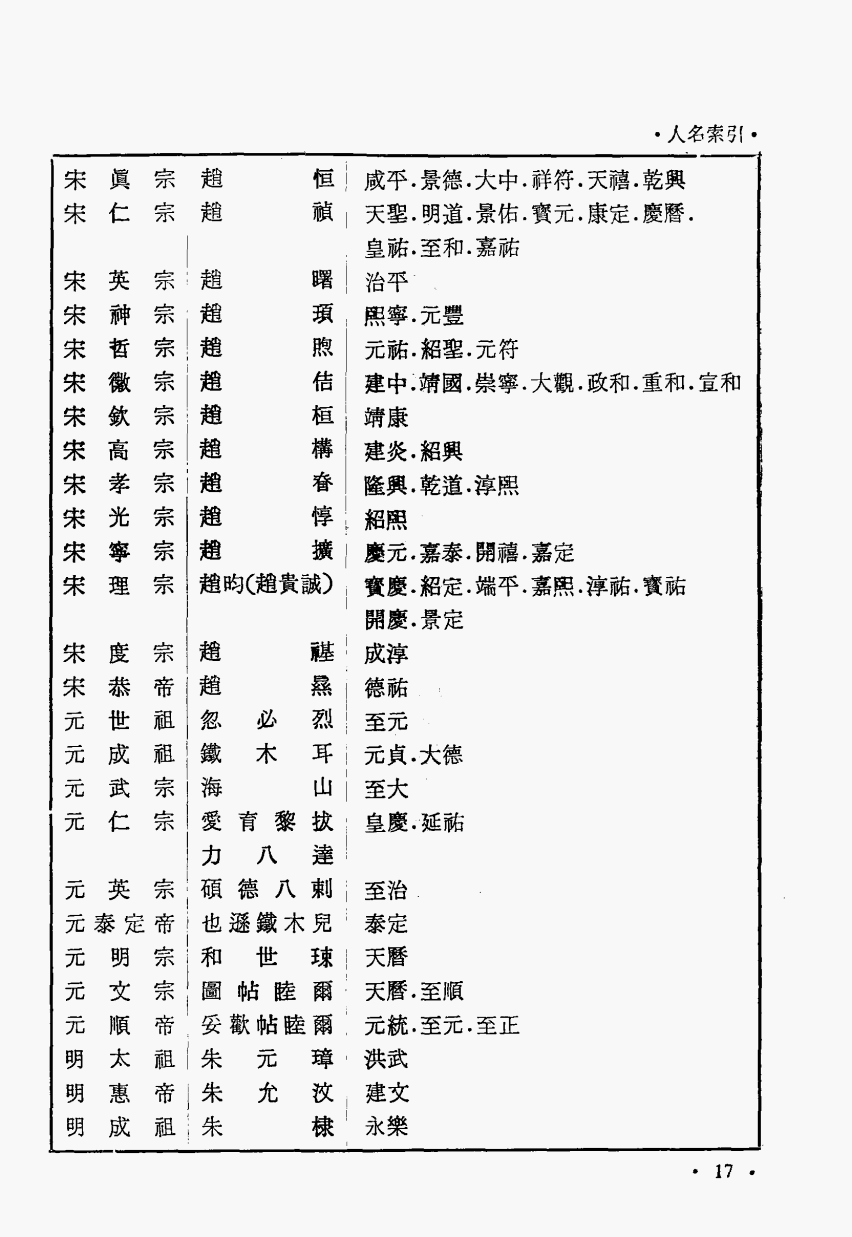 ·人名索引·
宋眞宗 趙恒 咸平．景德．大中．祥符．天禧．乾興
宋仁宗 趙禎 天聖．明道．景佑．寳元．康定．慶曆．
皇祐．至和．嘉祐
宋英宗 趙曙 治平
宋神宗 趙頊 熙寧．元豐
宋哲宗 趙煦 元祐．紹聖．元符
宋徽宗 趙佶 建中．靖國．崇寧．大觀．政和．重和．宣和
宋欽宗 趙桓 靖康
宋高宗 趙構 建炎．紹興
宋孝宗 趙眘 隆興．乾道．淳熙
宋光宗 趙惇 紹熙
宋寧宗 趙擴 慶元．嘉泰．開禧．嘉定
宋理宗 趙昀(趙貴誠) 寳慶．紹定．端平．嘉熙．淳祐．寳祐
開慶．景定
宋度宗 趙禥 成淳
宋恭帝 趙㬎 德祐
元世祖 忽必烈 至元
元成祖 鐵木耳 元貞．大德
元武宗 海山 至大
元仁宗 愛育黎拔 皇慶．延祐
力八達
元英宗 碩德八剌 至治
元泰定帝 也遜鐵木兒 泰定
元明宗 和世㻋 天曆
元文宗 圖帖睦爾 天曆．至順
元順帝 妥歡帖睦爾 元統．至元．至正
明太祖 朱元璋 洪武
明惠帝 朱允汶 建文
明成祖 朱棣 永樂
· 17 ·